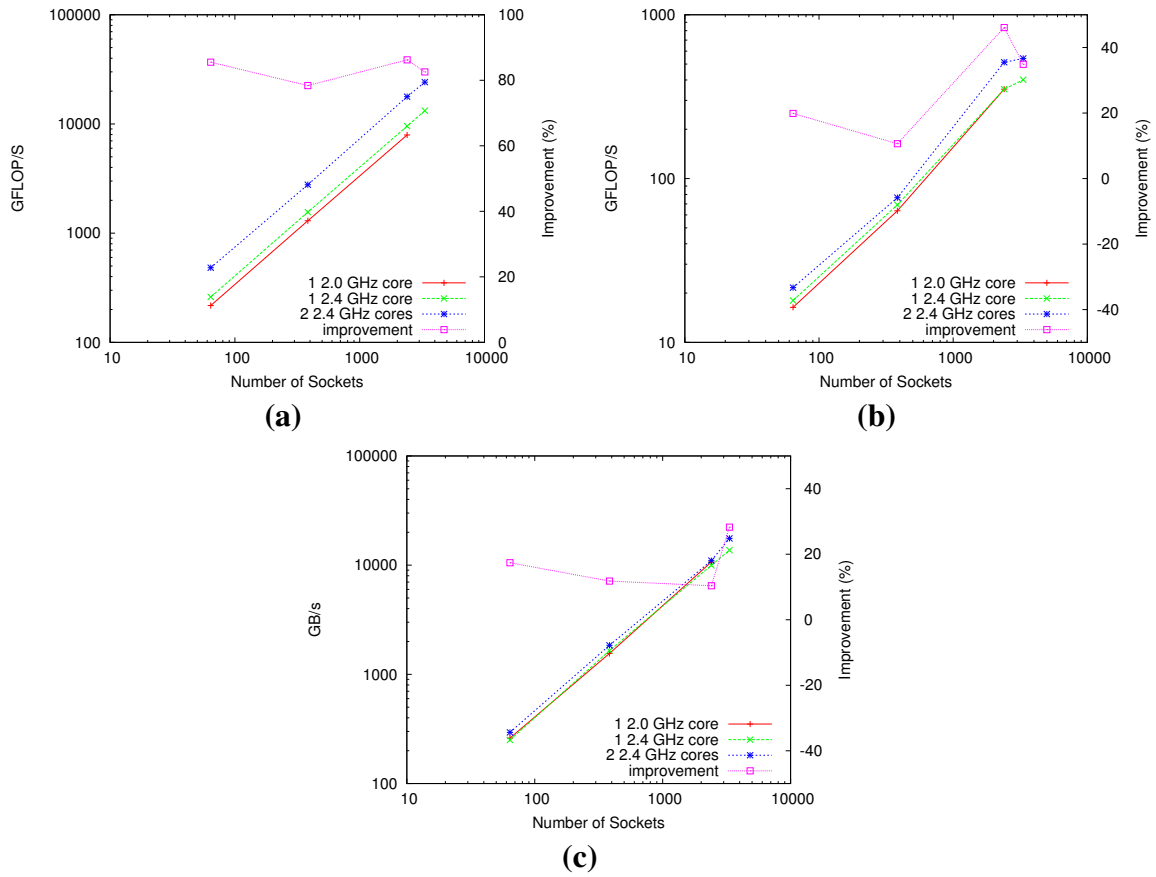 100000
10000
1000
100
GFLOP/S
10
100
1000
10000
Number of Sockets
100
80
60
40
20
0
Improvement (%)
1 2.0 GHz core
1 2.4 GHz core
2 2.4 GHz cores
improvement
(a)
1000
100
10
GFLOP/S
10
100
1000
10000
Number of Sockets
40
20
0
-20
-40
Improvement (%)
1 2.0 GHz core
1 2.4 GHz core
2 2.4 GHz cores
improvement
(b)
100000
10000
1000
100
GB/s
10
100
1000
10000
Number of Sockets
40
20
0
-20
-40
Improvement (%)
1 2.0 GHz core
1 2.4 GHz core
2 2.4 GHz cores
improvement
(c)